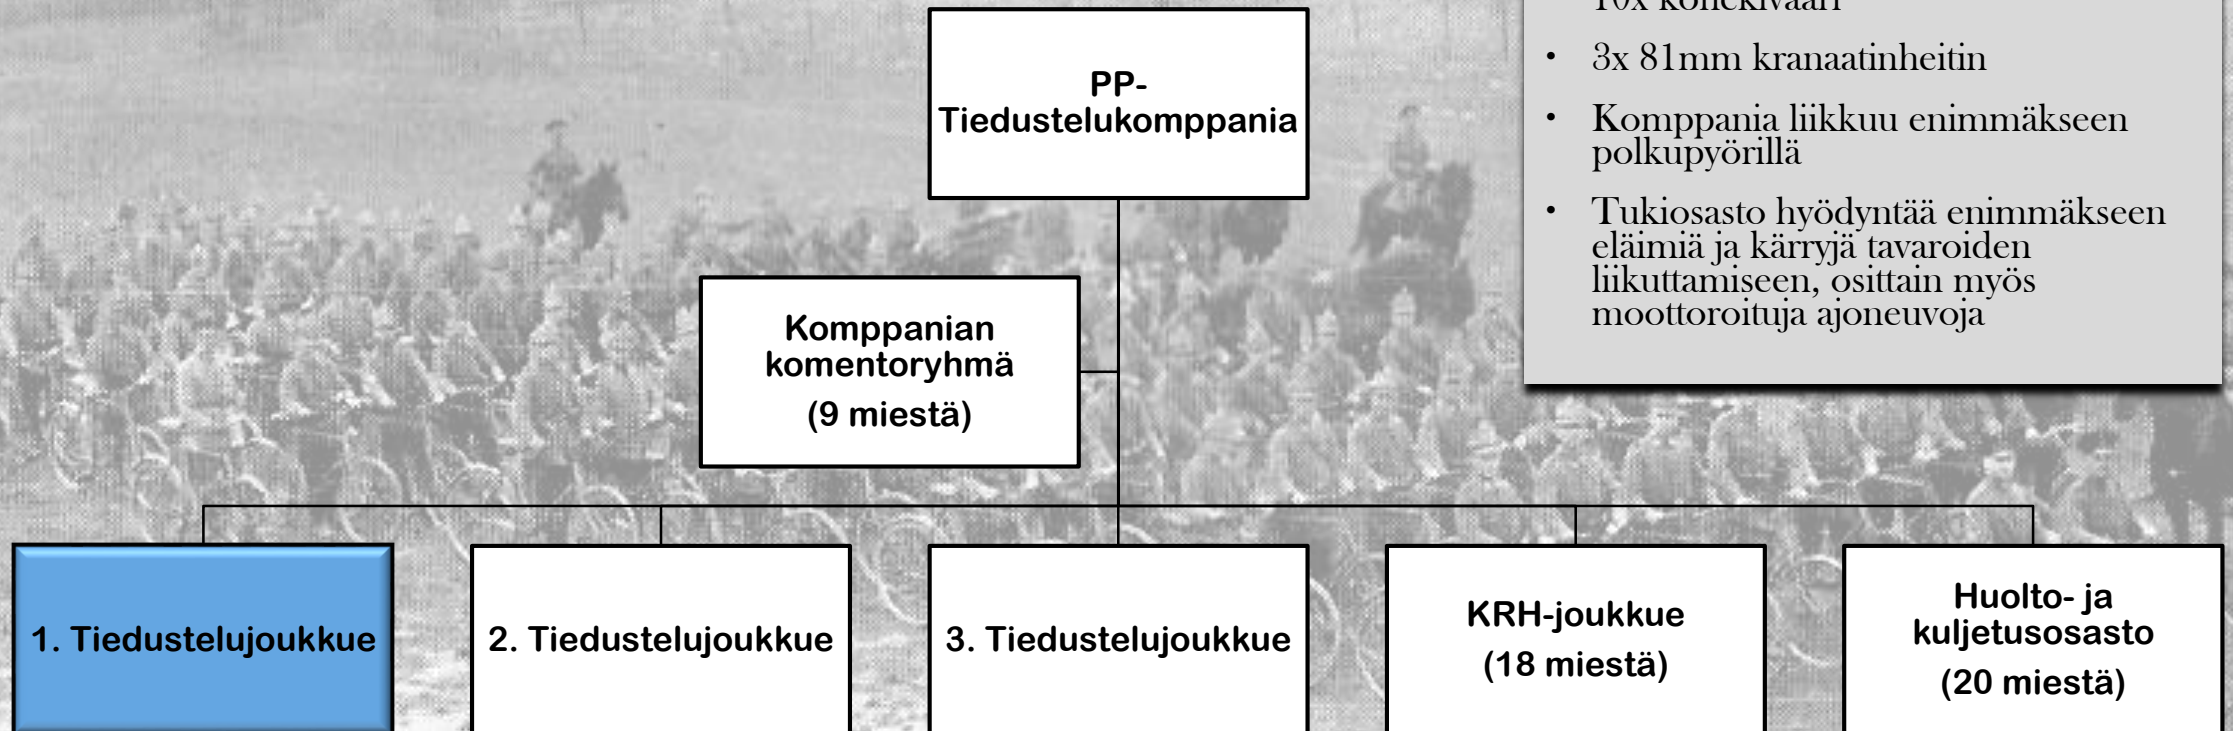 10x konekivääri
• 3x 81mm kranaatinheitin
• Komppania liikkuu enimmäkseen
polkupyörillä
• Tukiosasto hyödyntää enimmäkseen
eläimiä ja kärryjä tavaroiden
liikuttamiseen, osittain myös
moottoroituja ajoneuvoja
PP-
Tiedustelukomppania
Komppanian
komentoryhmä
(9 miestä)
1. Tiedustelujoukkue
2. Tiedustelujoukkue
3. Tiedustelujoukkue
KRH-joukkue
(18 miestä)
Huolto- ja
kuljetusosasto
(20 miestä)